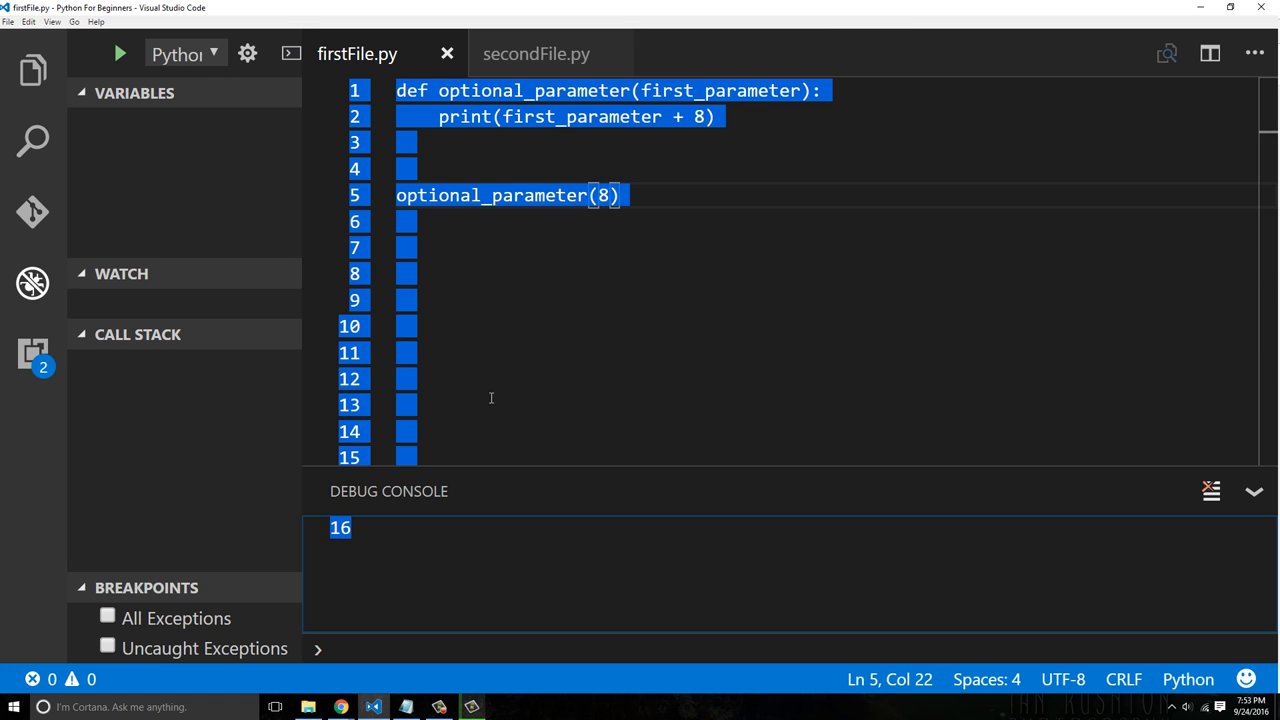 firstFile.py - Python For Beginners - Visual Studio Code
File Edit View Go Help
Pythoı firstFile.py secondFile.py
VARIABLES
WATCH
CALL STACK
BREAKPOINTS
All Exceptions
Uncaught Exceptions
2
1 def optional_parameter(first_parameter):
2 print(first_parameter + 8)
3
4
5 optional_parameter(8)
6
7
8
9
10
11
12
13
14
15
DEBUG CONSOLE
16
0 0 Ln 5, Col 22 Spaces: 4 UTF-8 CRLF Python
I'm Cortana. Ask me anything.
7:53 PM
9/24/2016